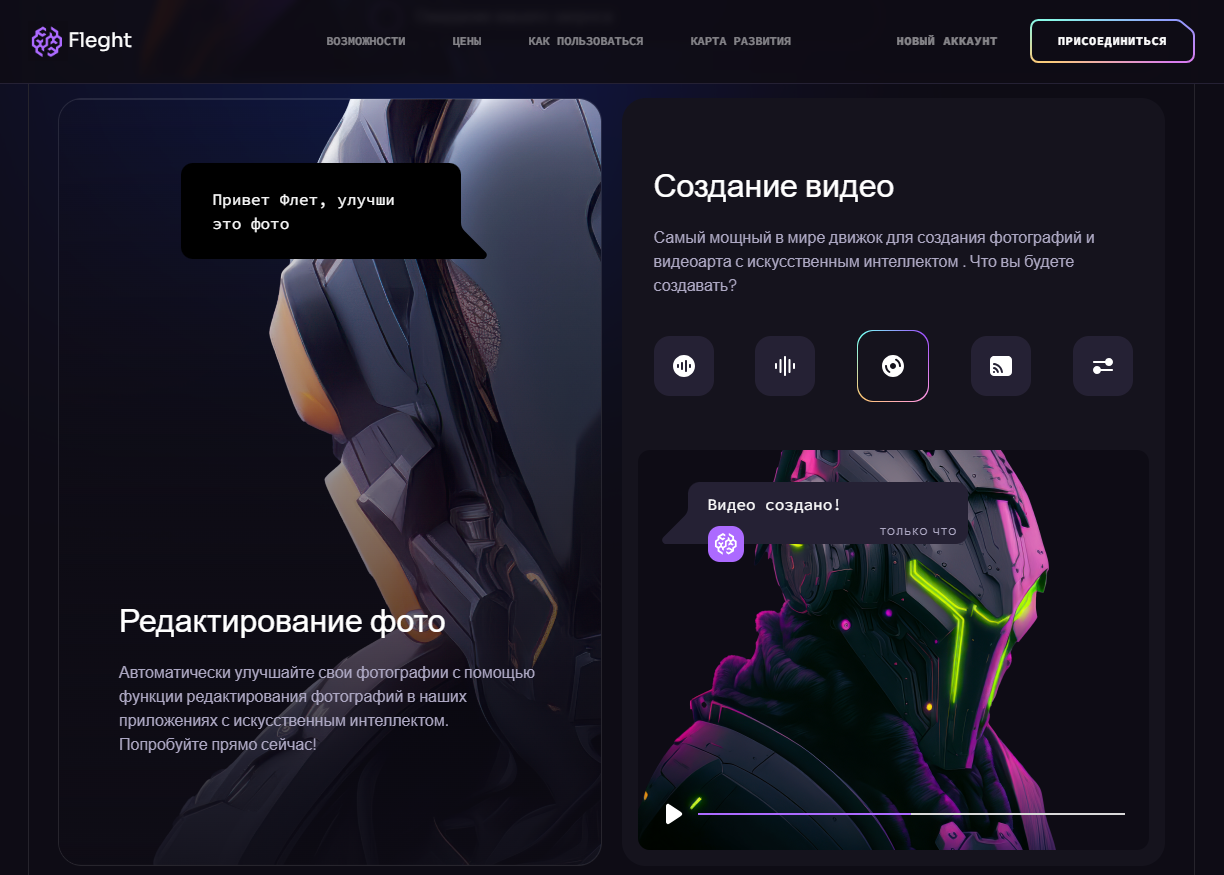 Fleght
ВОЗМОЖНОСТИ
ЦЕНЫ
КАК ПОЛЬЗОВАТЬСЯ
КАРТА РАЗВИТИЯ
НОВЫЙ АККАУНТ
ПРИСОЕДИНИТЬСЯ
Привет Флет, улучши
это фото
Редактирование фото
Автоматически улучшайте свои фотографии с помощью
функции редактирования фотографий в наших
приложениях с искусственным интеллектом.
Попробуйте прямо сейчас!
Создание видео
Самый мощный в мире движок для создания фотографий и
видеоарта с искусственным интеллектом . Что вы будете
создавать?
Видео создано!
ТОЛЬКО ЧТО